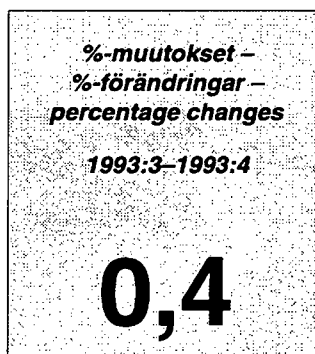 %-muutokset –
%-förändringar –
percentage changes
1993:3–1993:4
0,4